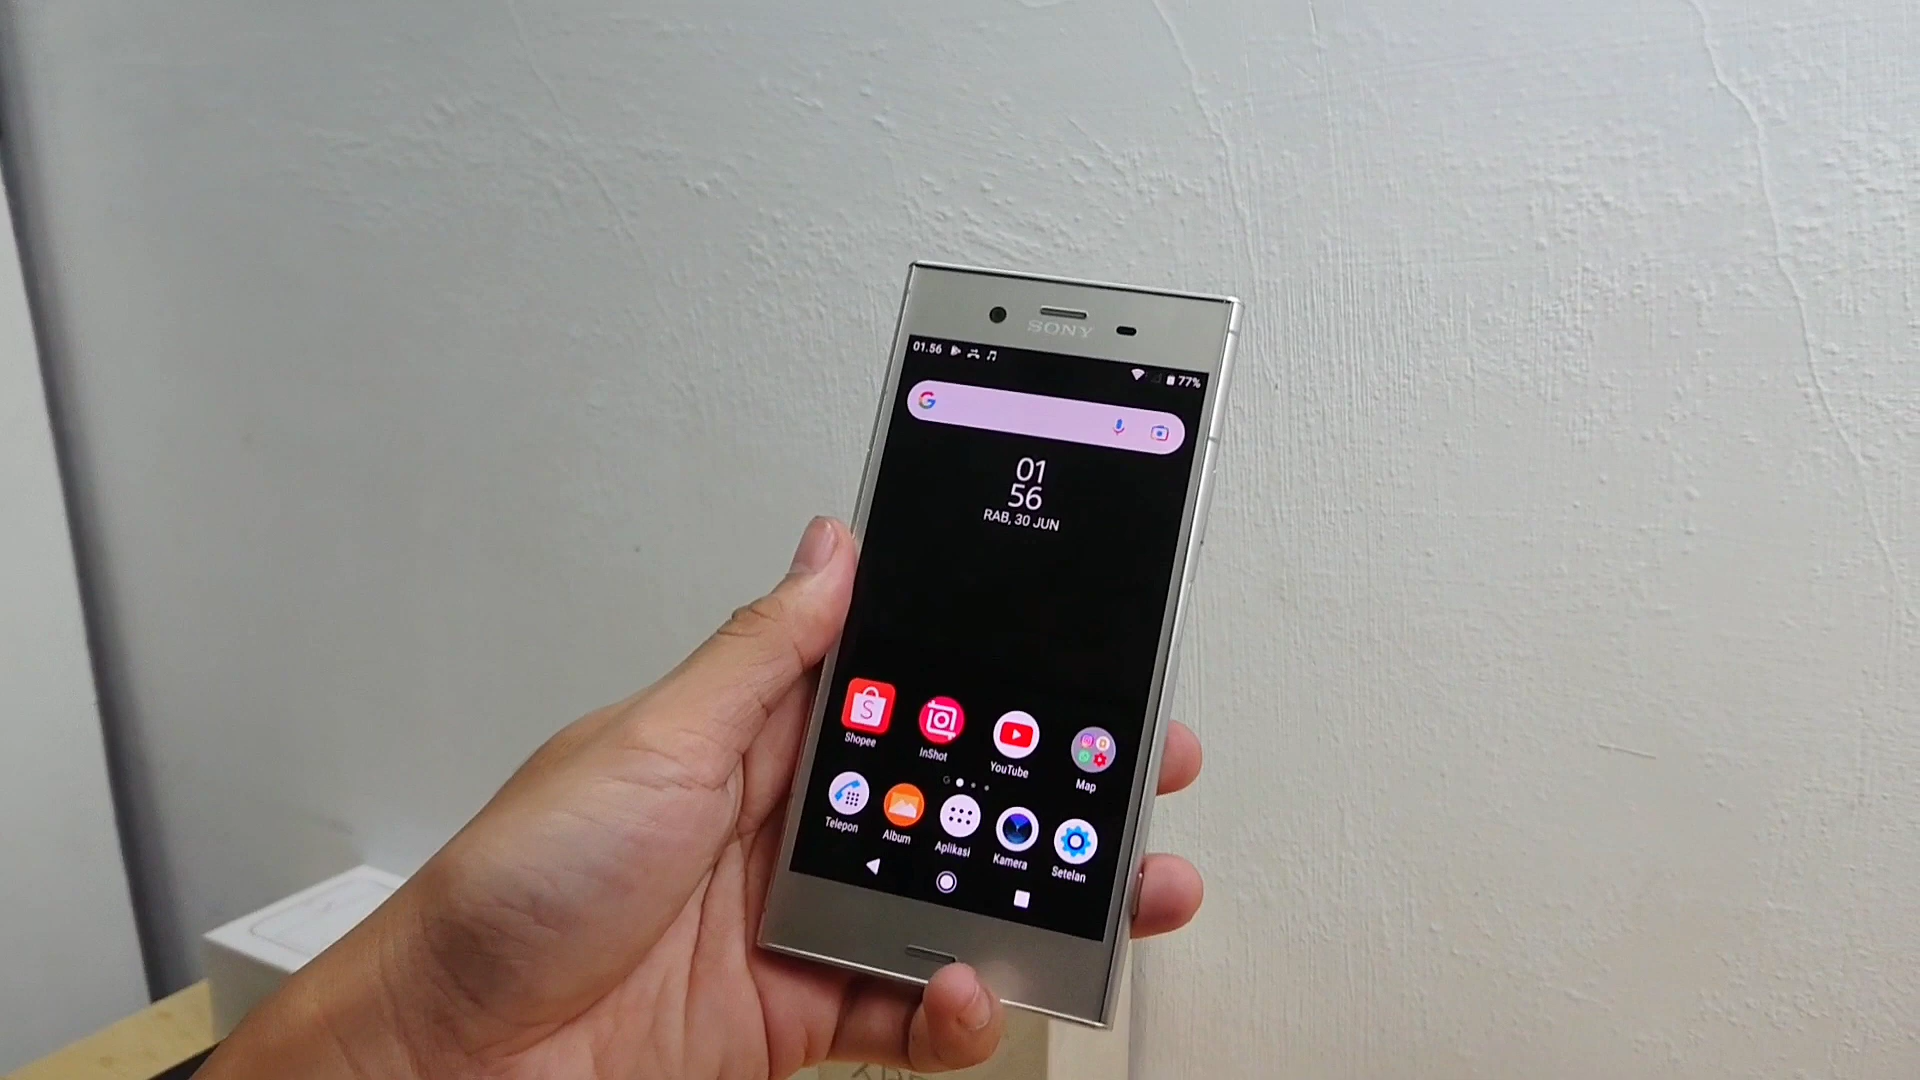 SONY
01.56
77%
G
01
56
RAB, 30 JUN
S
Shopee
InShot
YouTube
Map
Telepon
Album
Aplikasi
Kamera
Setelan